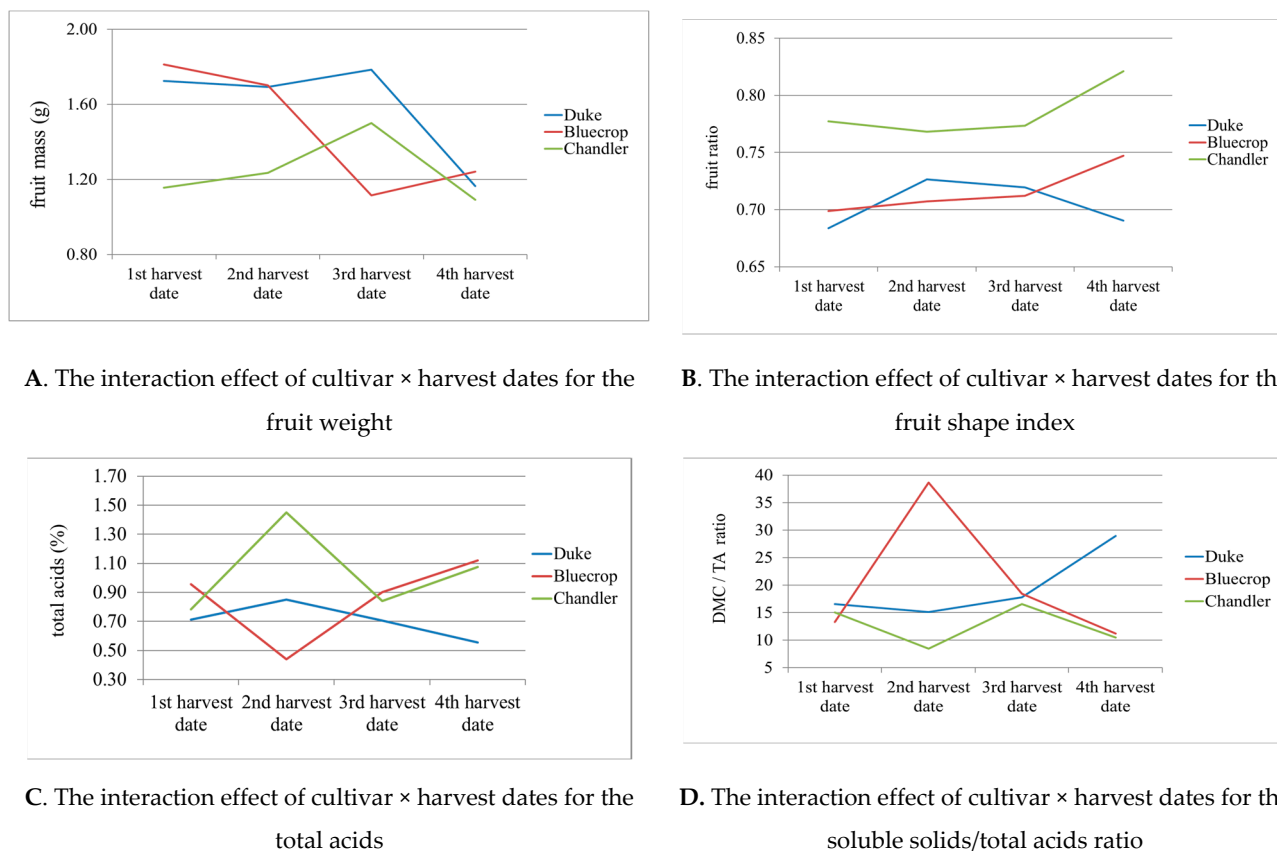 2.00
1.60
1.20
0.80
fruit mass (g)
1st harvest date
2nd harvest date
3rd harvest date
4th harvest date
Duke
Bluecrop
Chandler
0.85
0.80
0.75
0.70
0.65
fruit ratio
1st harvest date
2nd harvest date
3rd harvest date
4th harvest date
Duke
Bluecrop
Chandler
A. The interaction effect of cultivar × harvest dates for the
fruit weight
B. The interaction effect of cultivar × harvest dates for th
fruit shape index
1.70
1.50
1.30
1.10
0.90
0.70
0.50
0.30
total acids (%)
1st harvest date
2nd harvest date
3rd harvest date
4th harvest date
Duke
Bluecrop
Chandler
40
35
30
25
20
15
10
5
DMC / TA ratio
1st harvest date
2nd harvest date
3rd harvest date
4th harvest date
Duke
Bluecrop
Chandler
C. The interaction effect of cultivar × harvest dates for the
total acids
D. The interaction effect of cultivar × harvest dates for th
soluble solids/total acids ratio